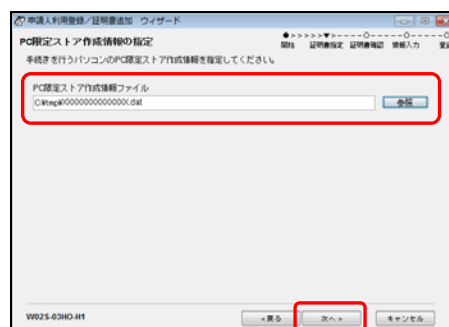 申請人利用登録／証明書追加 ウィザード
PC限定ストア作成情報の指定
●>>>>>▼>----○-----○-----○
開始 証明書指定 証明書確認 情報入力
手続きを行うパソコンのPC限定ストア作成情報を指定してください。
PC限定ストア作成情報ファイル
参照
W025-03HO-H1
<戻る 次へ> キャンセル